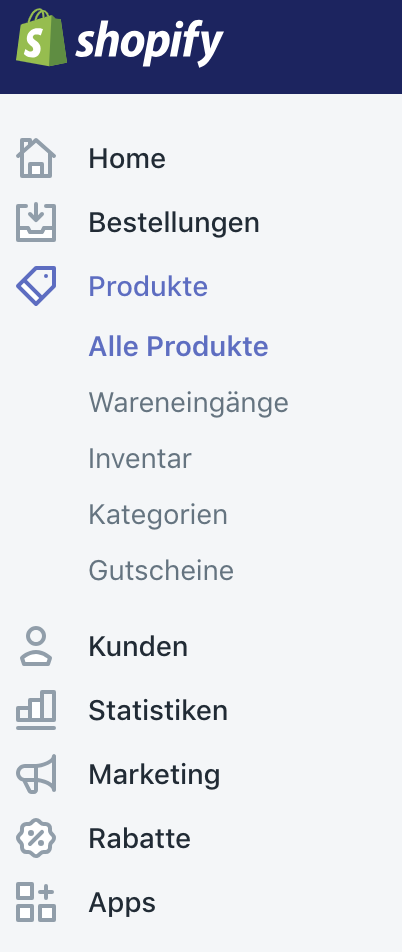 shopify
Home
Bestellungen
Produkte
Alle Produkte
Wareneingänge
Inventar
Kategorien
Gutscheine
Kunden
Statistiken
Marketing
Rabatte
Apps